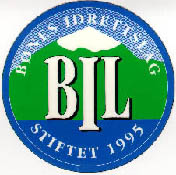 BØNES IDRETTSLAG
BIL
STIFTET 1995